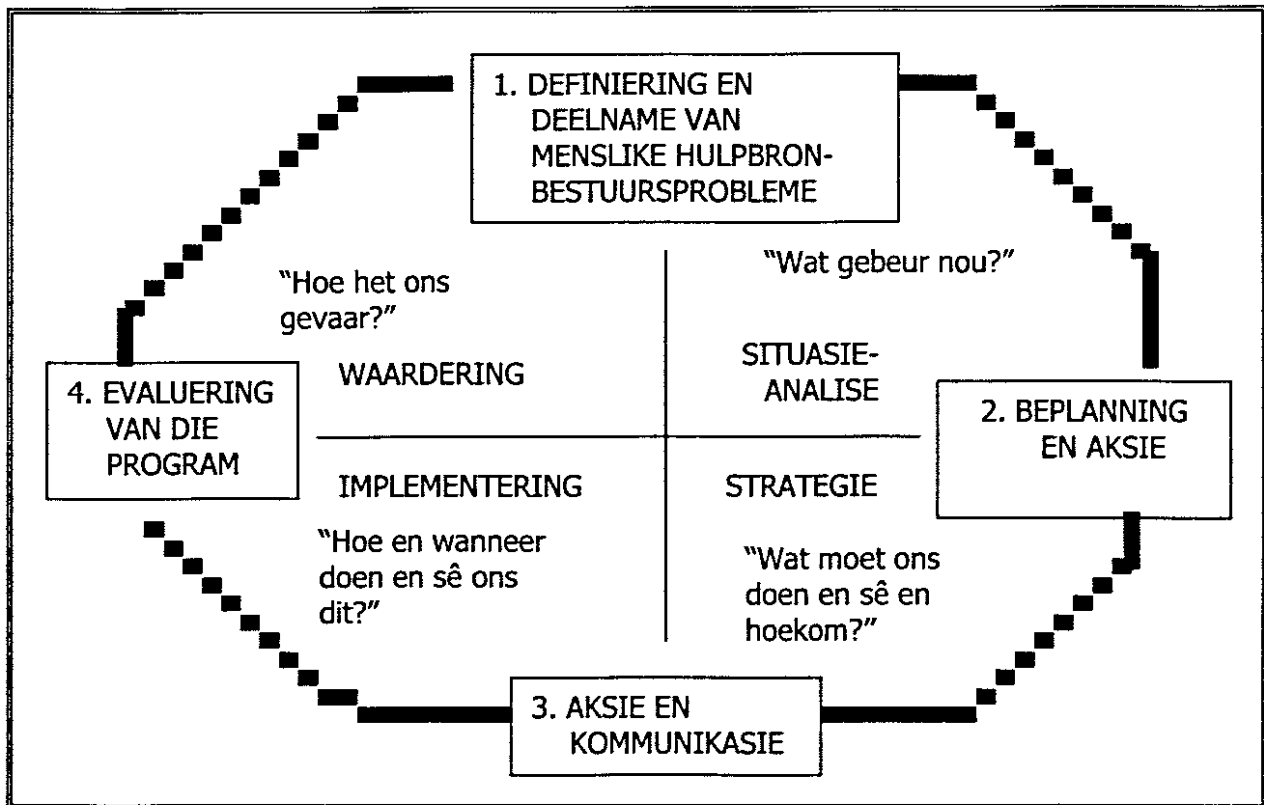 1. DEFINIERING EN
DEELNAME VAN
MENSLIKE HULPBRON-
BESTUURSPROBLEME
"Hoe het ons
gevaar?"
"Wat gebeur nou?"
WAARDERING
SITUASIE-
ANALISE
4. EVALUERING
VAN DIE
PROGRAM
2. BEPLANNING
EN AKSIE
IMPLEMENTERING
STRATEGIE
"Hoe en wanneer
doen en sê ons
dit?"
"Wat moet ons
doen en sê en
hoekom?"
3. AKSIE EN
KOMMUNIKASIE